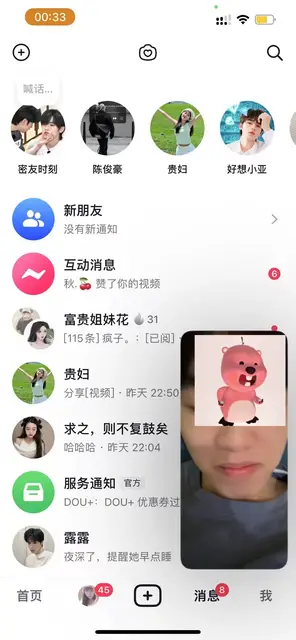 00:33
喊话...
密友时刻
陈俊豪
贵妇
好想小亚
新朋友
没有新通知
互动消息
秋.🍒 赞了你的视频
6
富贵姐妹花 31
[115条] 疯子。: [已阅] ·
贵妇
分享[视频] · 昨天 22:50
求之，则不复鼓矣
哈哈哈 · 昨天 22:04
服务通知 官方
DOU+: DOU+ 优惠券过
露露
夜深了，提醒她早点睡
首页
45
消息
8
我